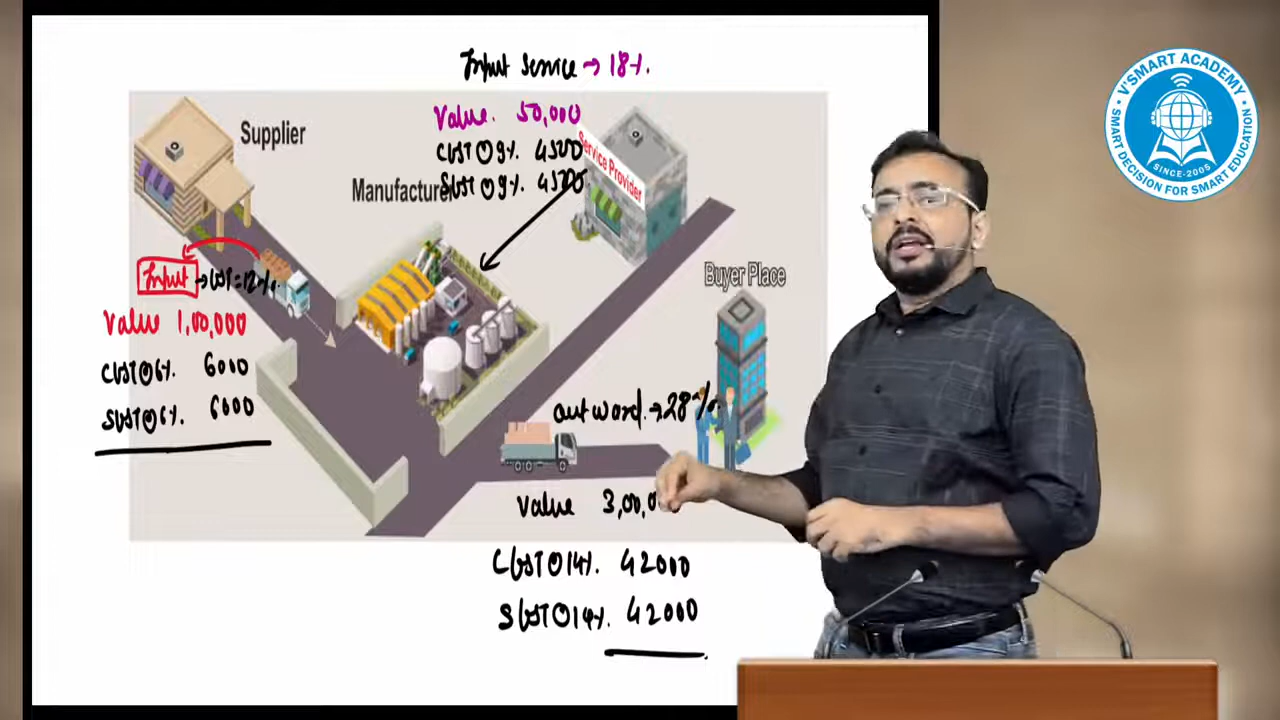 Input Service → 18%.
Value. 50,000
CGST@9%. 4500
SGST@9%. 4500
Supplier
Manufacturer
Service Provider
Buyer Place
Input → GST = 12%.
Value 1,00,000
CGST@6%. 6000
SGST@6%. 6000
outward. → 28%.
Value 3,00,0
CGST@14%. 42000
SGST@14%. 42000
V'SMART ACADEMY
SINCE-2005
SMART DECISION FOR SMART EDUCATION